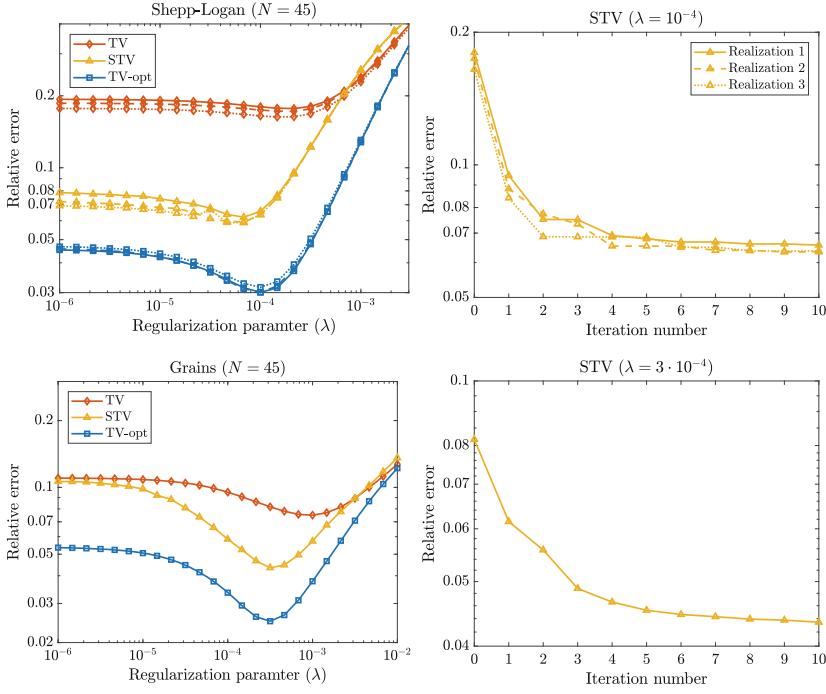 Shepp-Logan (N = 45)
TV
STV
TV-opt
Relative error
0.2
0.1
0.08
0.07
0.05
0.03
10⁻⁶
10⁻⁵
10⁻⁴
10⁻³
Regularization paramter (λ)
STV (λ = 10⁻⁴)
Realization 1
Realization 2
Realization 3
Relative error
0.2
0.1
0.08
0.07
0.06
0.05
0 1 2 3 4 5 6 7 8 9 10
Iteration number
Grains (N = 45)
TV
STV
TV-opt
Relative error
0.2
0.1
0.07
0.05
0.03
0.02
10⁻⁶
10⁻⁵
10⁻⁴
10⁻³
10⁻²
Regularization paramter (λ)
STV (λ = 3 · 10⁻⁴)
Relative error
0.1
0.08
0.06
0.05
0.04
0 1 2 3 4 5 6 7 8 9 10
Iteration number